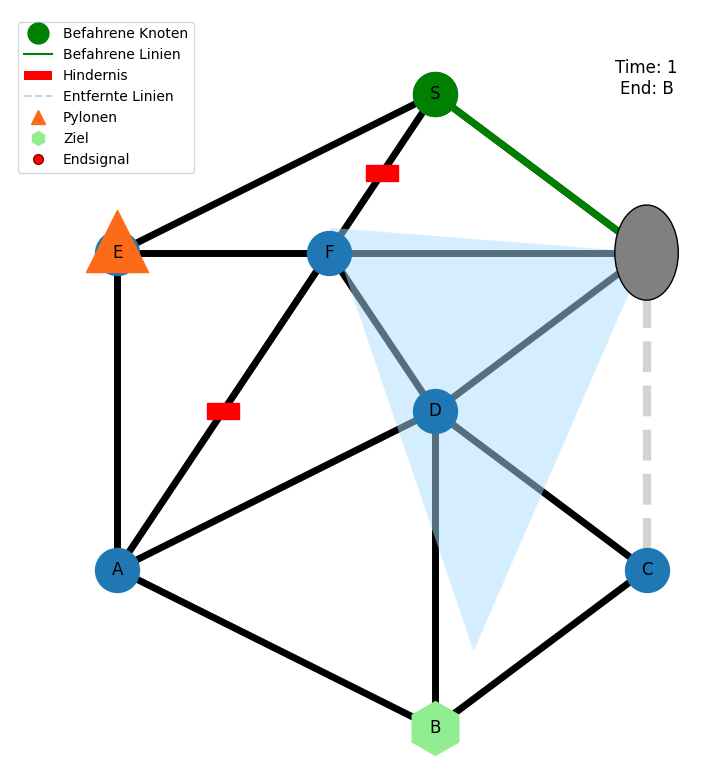 Befahrene Knoten
Befahrene Linien
Hindernis
Entfernte Linien
Pylonen
Ziel
Endsignal
Time: 1
End: B
S
E
F
D
A
C
B